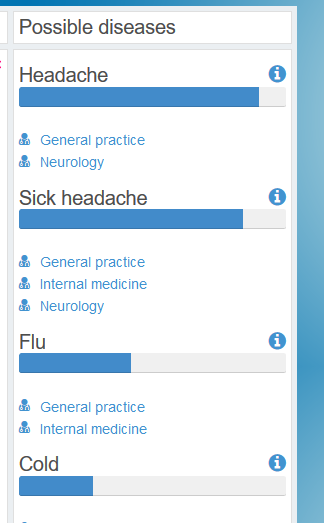 Possible diseases
Headache
General practice
Neurology
Sick headache
General practice
Internal medicine
Neurology
Flu
General practice
Internal medicine
Cold